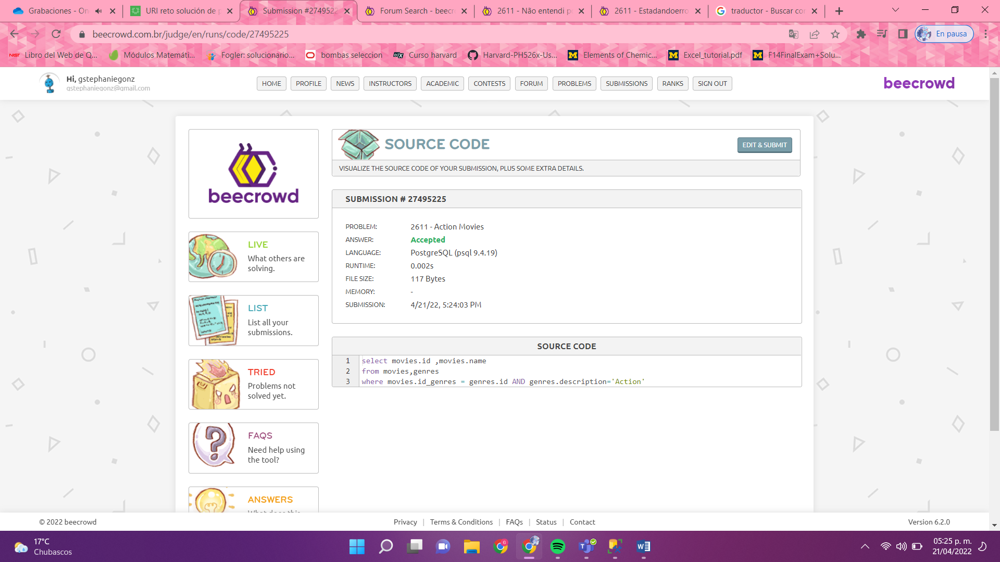 Grabaciones - On
URI reto solución de p
Submission #2749522
Forum Search - beecr
2611 - Não entendi po
2611 - Estadandoerro
traductor - Buscar con
beecrowd.com.br/judge/en/runs/code/27495225
En pausa
NIST Libro del Web de Q...
Módulos Matemáti...
Fogler: solucionario...
bombas seleccion
edX Curso harvard
Harvard-PH526x-Us...
M Elements of Chemic...
M Excel_tutorial.pdf
M F14FinalExam+Solu...
Hi, gstephaniegonz
gstephaniegonz@gmail.com
HOME PROFILE NEWS INSTRUCTORS ACADEMIC CONTESTS FORUM PROBLEMS SUBMISSIONS RANKS SIGN OUT
beecrowd
beecrowd
SOURCE CODE
EDIT & SUBMIT
VISUALIZE THE SOURCE CODE OF YOUR SUBMISSION, PLUS SOME EXTRA DETAILS.
SUBMISSION # 27495225
PROBLEM: 2611 - Action Movies
ANSWER: Accepted
LANGUAGE: PostgreSQL (psql 9.4.19)
RUNTIME: 0.002s
FILE SIZE: 117 Bytes
MEMORY: -
SUBMISSION: 4/21/22, 5:24:03 PM
LIVE
What others are
solving.
LIST
List all your
submissions.
TRIED
Problems not
solved yet.
FAQS
Need help using
the tool?
ANSWERS
What does this
SOURCE CODE
1 select movies.id ,movies.name
2 from movies,genres
3 where movies.id_genres = genres.id AND genres.description='Action'
© 2022 beecrowd
Privacy | Terms & Conditions | FAQs | Status | Contact
Version 6.2.0
17°C
Chubascos
05:25 p. m.
21/04/2022